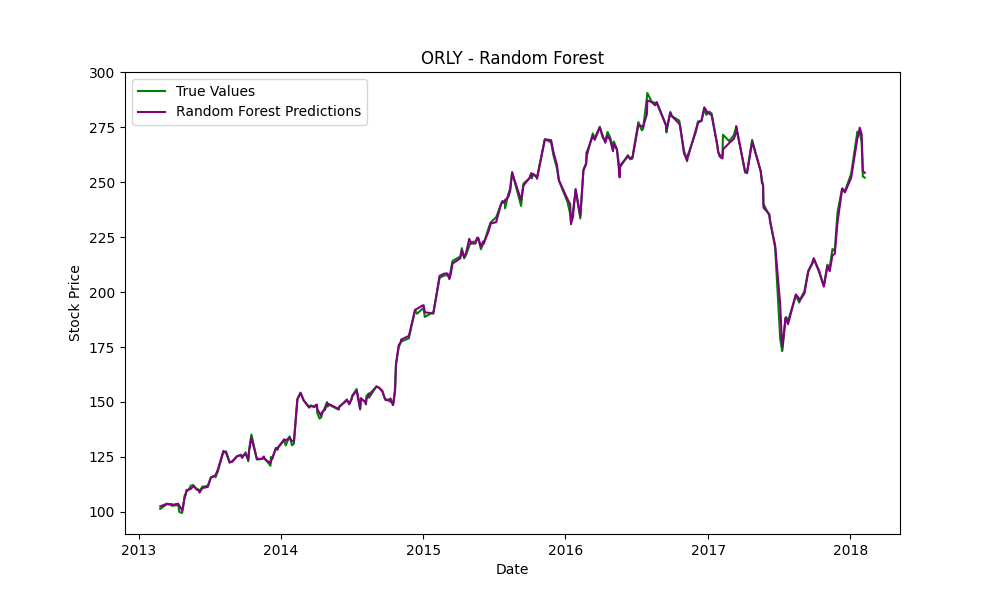 ORLY - Random Forest
True Values
Random Forest Predictions
300
275
250
225
200
175
150
125
100
Stock Price
2013 2014 2015 2016 2017 2018
Date